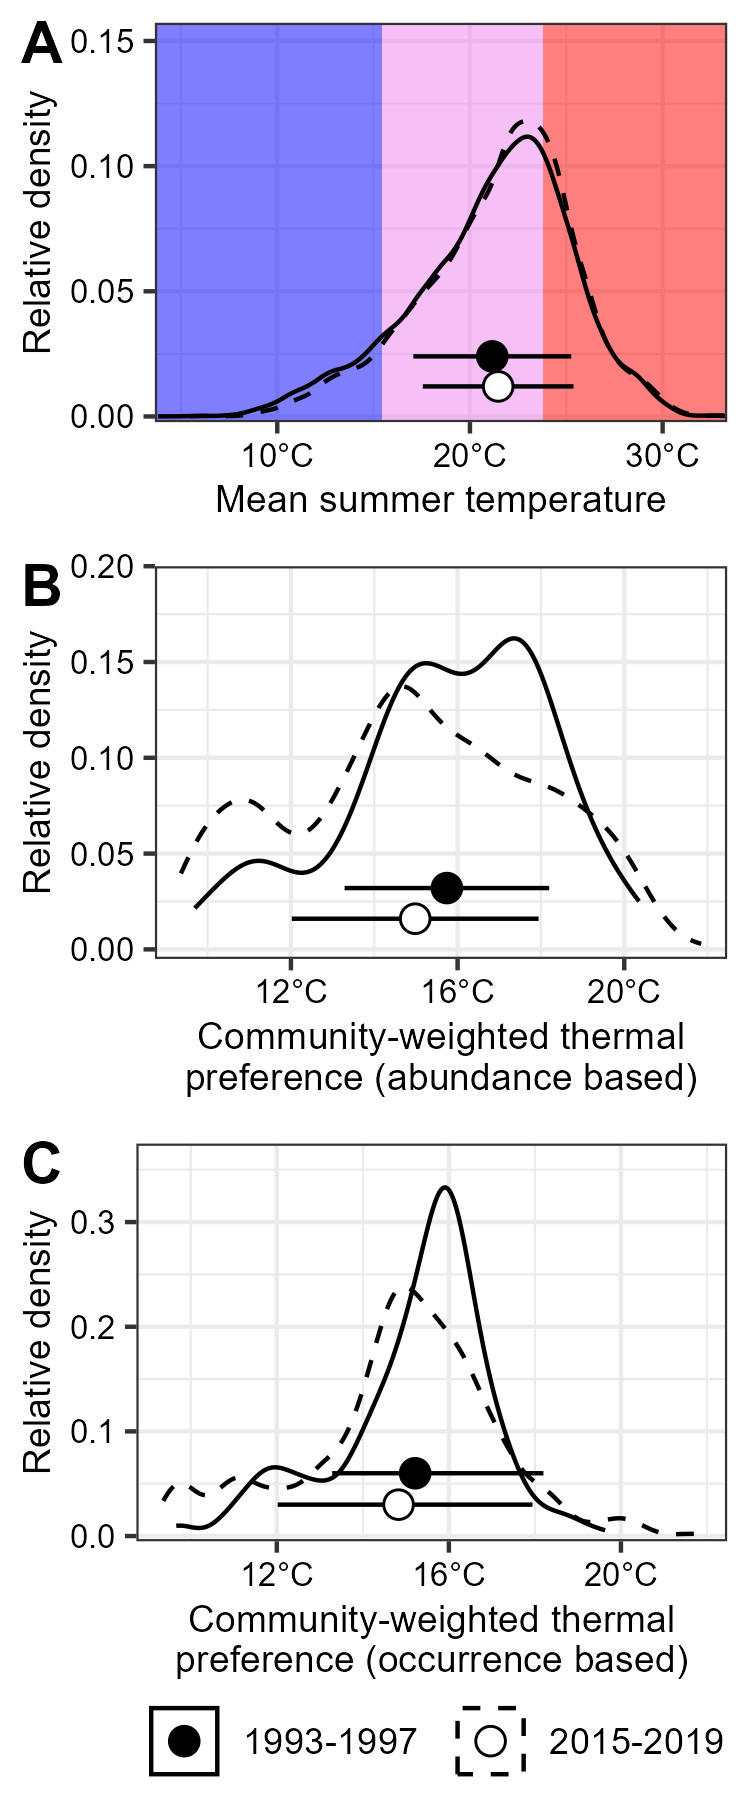 A
0.15
0.10
0.05
0.00
Relative density
10°C
20°C
30°C
Mean summer temperature
B
0.20
0.15
0.10
0.05
0.00
Relative density
12°C
16°C
20°C
Community-weighted thermal
preference (abundance based)
C
0.3
0.2
0.1
0.0
Relative density
12°C
16°C
20°C
Community-weighted thermal
preference (occurrence based)
1993-1997
2015-2019